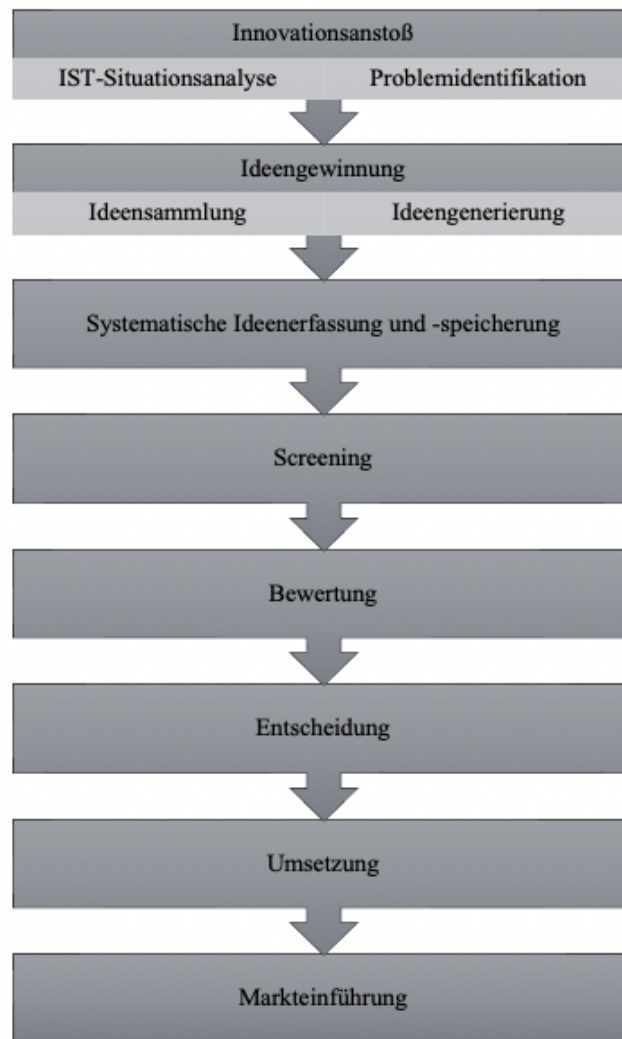 Innovationsanstoß
IST-Situationsanalyse Problemidentifikation
Ideengewinnung
Ideensammlung Ideengenerierung
Systematische Ideenerfassung und -speicherung
Screening
Bewertung
Entscheidung
Umsetzung
Markteinführung